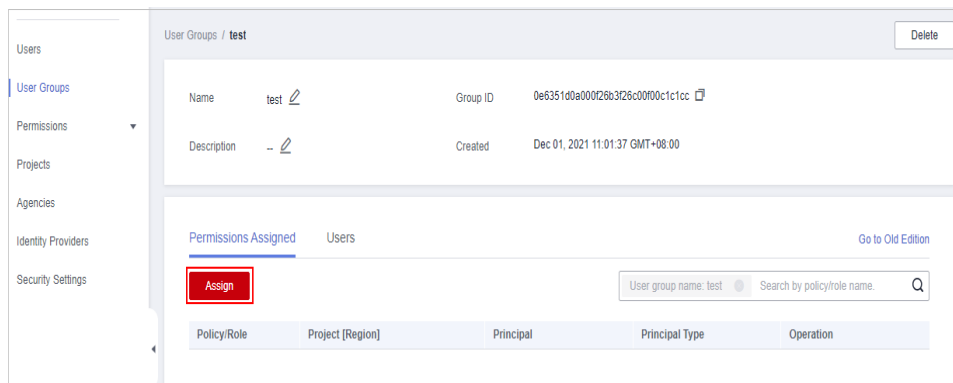 User Groups / test
Delete
Users
User Groups
Permissions
Projects
Agencies
Identity Providers
Security Settings
Name test Group ID 0e6351d0a000f26b3f26c00f00c1c1cc
Description -- Created Dec 01, 2021 11:01:37 GMT+08:00
Permissions Assigned Users Go to Old Edition
Assign User group name: test Search by policy/role name.
Policy/Role Project [Region] Principal Principal Type Operation